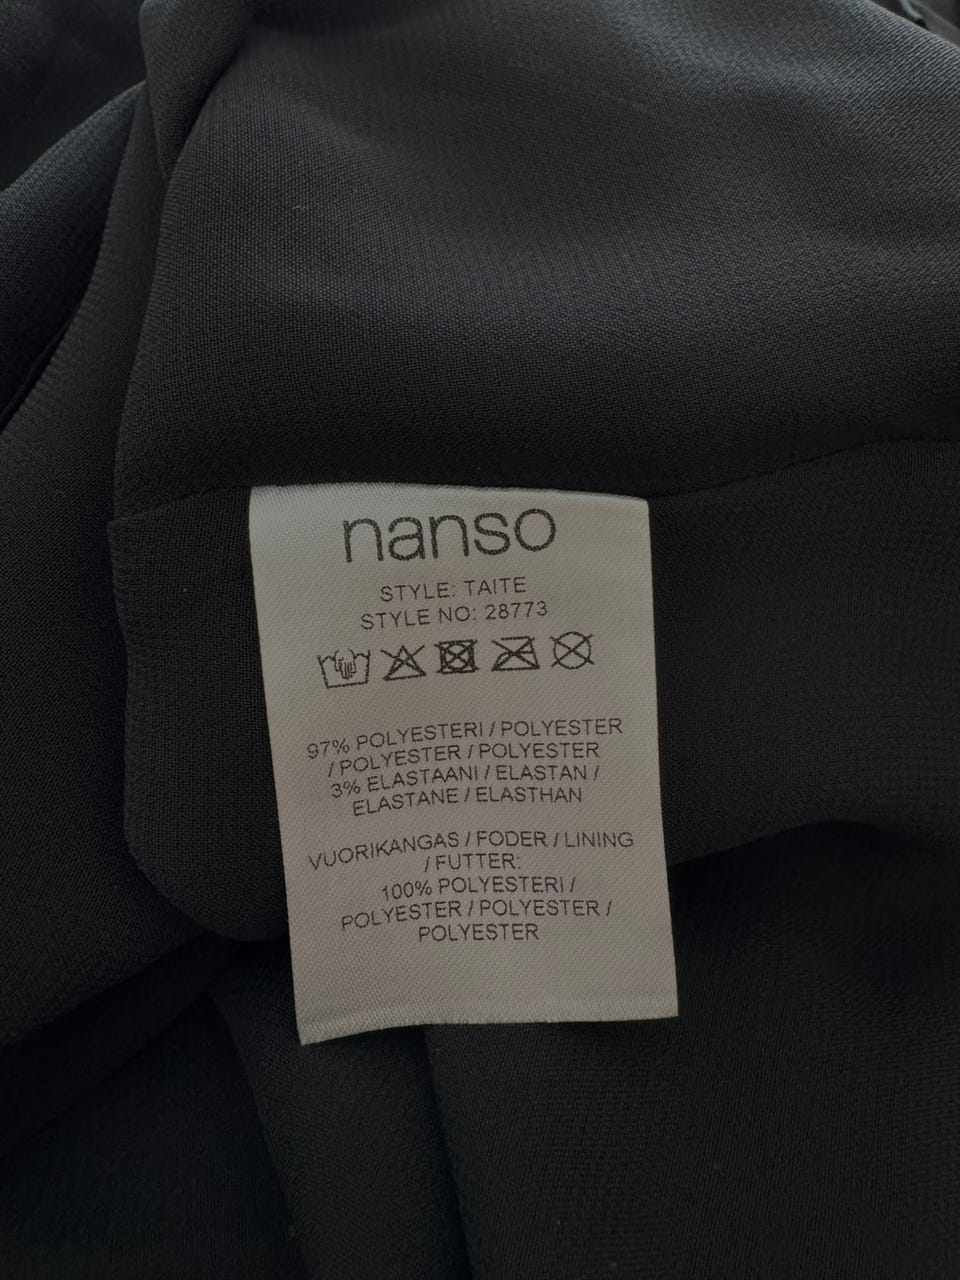 nanso
STYLE: TAITE
STYLE NO: 28773
97% POLYESTERI / POLYESTER
/ POLYESTER / POLYESTER
3% ELASTAANI / ELASTAN /
ELASTANE / ELASTHAN
VUORIKANGAS / FODER / LINING
/ FUTTER:
100% POLYESTERI /
POLYESTER / POLYESTER /
POLYESTER